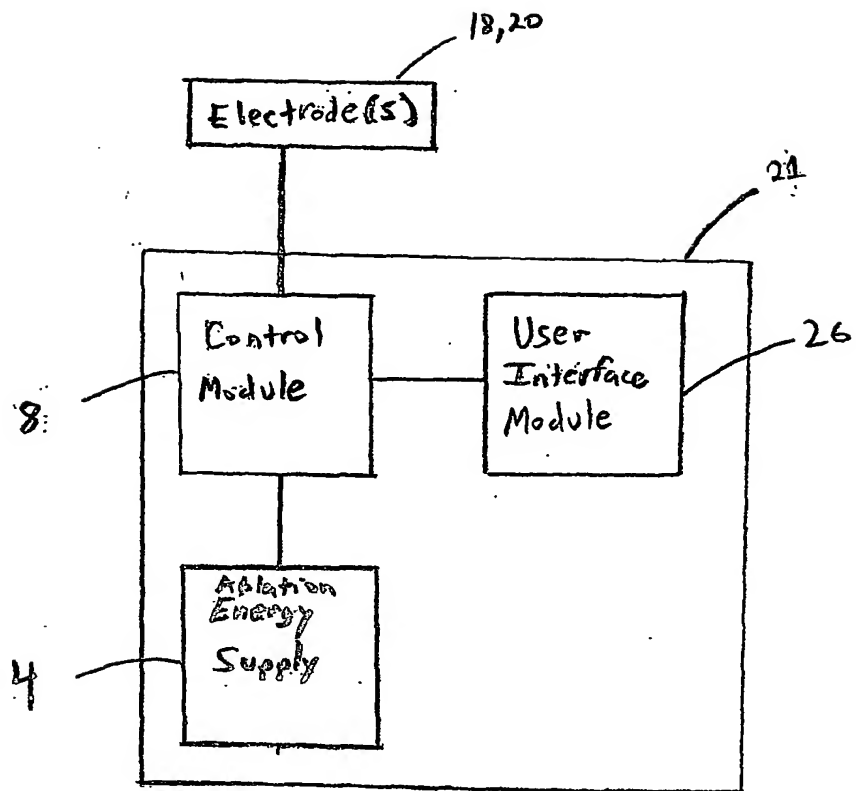 18,20
Electrode(s)
21
Control
Module
User
Interface
Module
26
8
Ablation
Energy
Supply
4